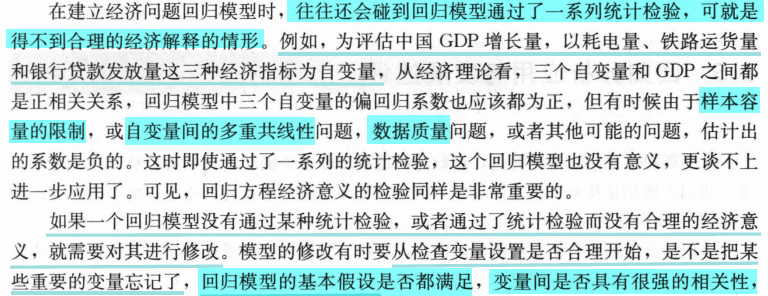 在建立经济问题回归模型时，往往还会碰到回归模型通过了一系列统计检验，可就是
得不到合理的经济解释的情形。例如，为评估中国 GDP 增长量，以耗电量、铁路运货量
和银行贷款发放量这三种经济指标为自变量，从经济理论看，三个自变量和 GDP 之间都
是正相关关系，回归模型中三个自变量的偏回归系数也应该都为正，但有时候由于样本容
量的限制，或自变量间的多重共线性问题，数据质量问题，或者其他可能的问题，估计出
的系数是负的。这时即使通过了一系列的统计检验，这个回归模型也没有意义，更谈不上
进一步应用了。可见，回归方程经济意义的检验同样是非常重要的。
如果一个回归模型没有通过某种统计检验，或者通过了统计检验而没有合理的经济意
义，就需要对其进行修改。模型的修改有时要从检查变量设置是否合理开始，是不是把某
些重要的变量忘记了，回归模型的基本假设是否都满足，变量间是否具有很强的相关性，